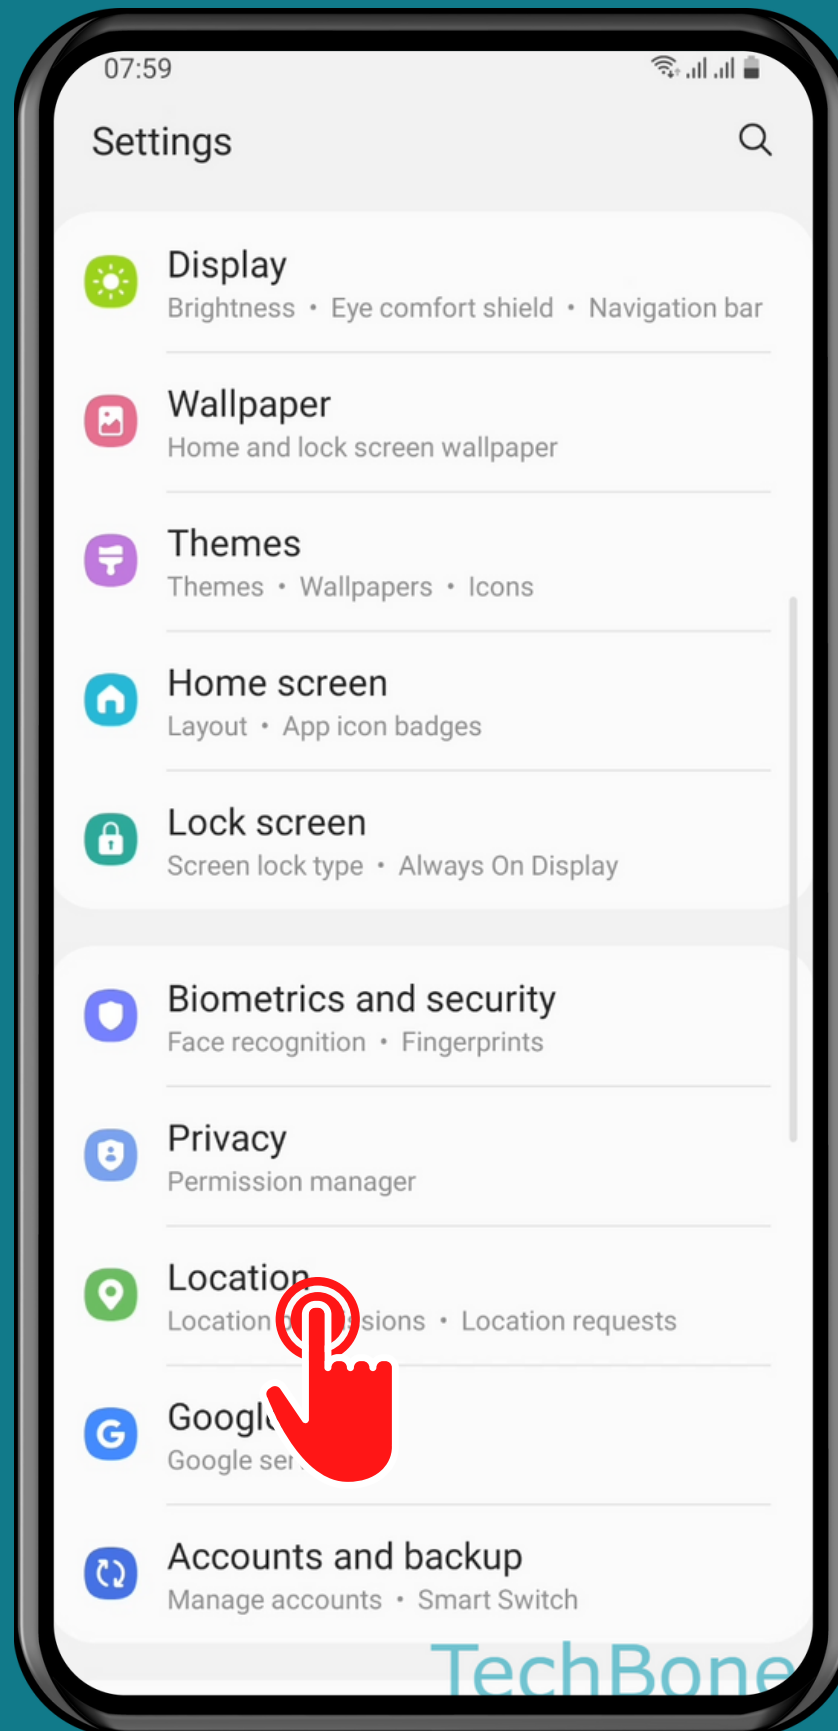 07:59
Settings
Display
Brightness • Eye comfort shield • Navigation bar
Wallpaper
Home and lock screen wallpaper
Themes
Themes • Wallpapers • Icons
Home screen
Layout • App icon badges
Lock screen
Screen lock type • Always On Display
Biometrics and security
Face recognition • Fingerprints
Privacy
Permission manager
Location
Location • Location requests
Google
Accounts and backup
Manage accounts • Smart Switch
TechBone